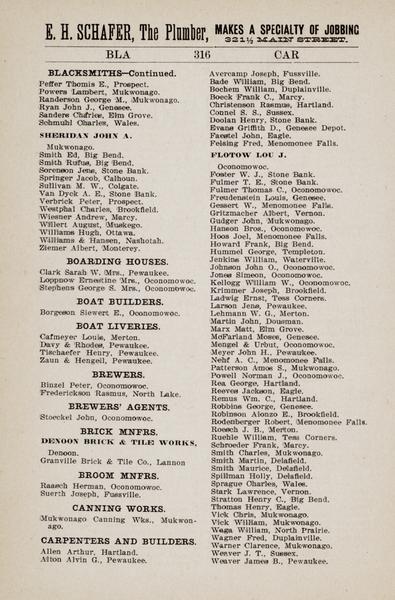 E. H. SCHAFER, The Plumber, MAKES A SPECIALTY OF JOBBING
321½ MAIN STREET.
BLA 316 CAR
BLACKSMITHS—Continued.
Peffer Thomis E., Prospect.
Powers Lambert, Mukwonago.
Randerson George M., Mukwonago.
Ryan John J., Genesee.
Sanders Charles, Elm Grove.
Schmuhl Charles, Wales.
SHERIDAN JOHN A.
Mukwonago.
Smith Ed, Big Bend.
Smith Rufus, Big Bend.
Sorenson Jens, Stone Bank.
Springer Jacob, Calhoun.
Sullivan M. W., Colgate.
Van Dyck A. E., Stone Bank.
Verbrick Peter, Prospect.
Westphal Charles, Brookfield.
Wiesner Andrew, Marcy.
Willert August, Muskego.
Williams Hugh, Ottawa.
Williams & Hansen, Nashotah.
Ziemer Albert, Monterey.
BOARDING HOUSES.
Clark Sarah W. Mrs., Pewaukee.
Loppnow Ernestine Mrs., Oconomowoc.
Stephens George S. Mrs., Oconomowoc.
BOAT BUILDERS.
Borgeson Siewert E., Oconomowoc.
BOAT LIVERIES.
Cafmeyer Louis, Merton.
Davy & Rhodes, Pewaukee.
Tischaefer Henry, Pewaukee.
Zaun & Hengell, Pewaukee.
BREWERS.
Binzel Peter, Oconomowoc.
Frederickson Rasmus, North Lake.
BREWERS' AGENTS.
Stoeckel John, Oconomowoc.
BRICK MNFRS.
DENOON BRICK & TILE WORKS,
Denoon.
Granville Brick & Tile Co., Lannon
BROOM MNFRS.
Raasch Herman, Oconomowoc.
Suerth Joseph, Fussville.
CANNING WORKS.
Mukwonago Canning Wks., Mukwon-
ago.
CARPENTERS AND BUILDERS.
Allen Arthur, Hartland.
Alton Alvin G., Pewaukee.
Avercamp Joseph, Fussville.
Bade William, Big Bend.
Bochem William, Duplainville.
Boeck Frank C., Marcy.
Christenson Rasmus, Hartland.
Connel S. S., Sussex.
Doolan Henry, Stone Bank.
Evans Griffith D., Genesee Depot.
Faestel John, Eagle.
Felsing Fred, Menomonee Falls.
FLOTOW LOU J.
Oconomowoc.
Foster W. J., Stone Bank.
Fulmer T. E., Stone Bank.
Fulmer Thomas C., Oconomowoc.
Freudenstein Louis, Genesee.
Gessert W., Menomonee Falls.
Gritzmacher Albert, Vernon.
Gudger John, Mukwonago.
Hanson Bros., Oconomowoc.
Hoos Joel, Menomonee Falls.
Howard Frank, Big Bend.
Hummel George, Templeton.
Jenkins William, Waterville.
Johnson John O., Oconomowoc.
Jones Simeon, Oconomowoc.
Kellogg William W., Oconomowoc.
Krimmer Joseph, Brookfield.
Ladwig Ernst, Tess Corners.
Larson Jens, Pewaukee.
Lehmann W. G., Merton.
Martin John, Dousman.
Marx Matt, Elm Grove.
McFarland Moses, Genesee.
Mengel & Urbut, Oconomowoc.
Meyer John H., Pewaukee.
Nehf A. C., Menomonee Falls.
Patterson Amos S., Mukwonago.
Powell Norman J., Oconomowoc.
Rea George, Hartland.
Reeves Jackson, Eagle.
Remus Wm. C., Hartland.
Robbins George, Genesee.
Robinson Alonzo E., Brookfield.
Rodenberger Robert, Menomonee Falls.
Roesch J. B., Merton.
Ruehle William, Tess Corners.
Schroeder Frank, Marcy.
Smith Charles, Mukwonago.
Smith Martin, Delafield.
Smith Maurice, Delafield.
Spillman Holly, Delafield.
Sprague Charles, Wales.
Stark Lawrence, Vernon.
Stratton Henry C., Big Bend.
Thomas Henry, Eagle.
Vick Chris, Mukwonago.
Vick William, Mukwonago.
Waga William, North Prairie.
Wagner Fred, Duplainville.
Warner Clarence, Mukwonago.
Weaver J. T., Sussex.
Weaver James B., Pewaukee.